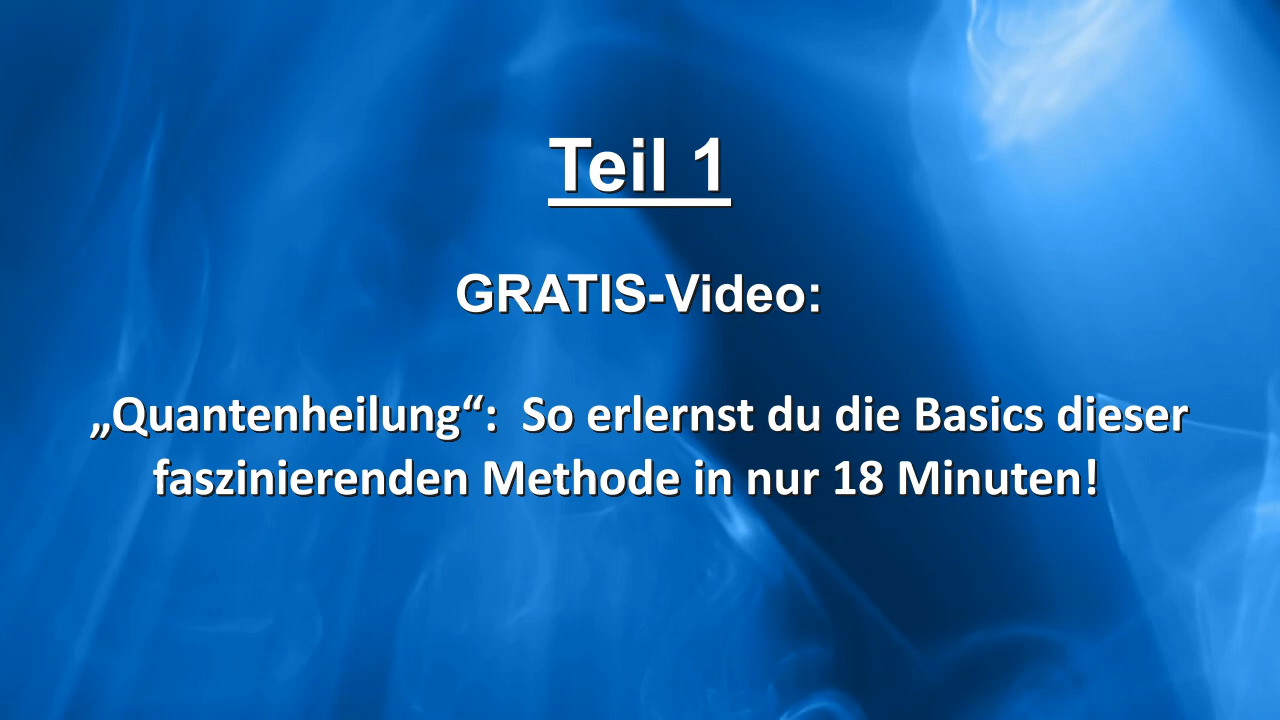 Teil 1
GRATIS-Video:
„Quantenheilung“: So erlernst du die Basics dieser
faszinierenden Methode in nur 18 Minuten!